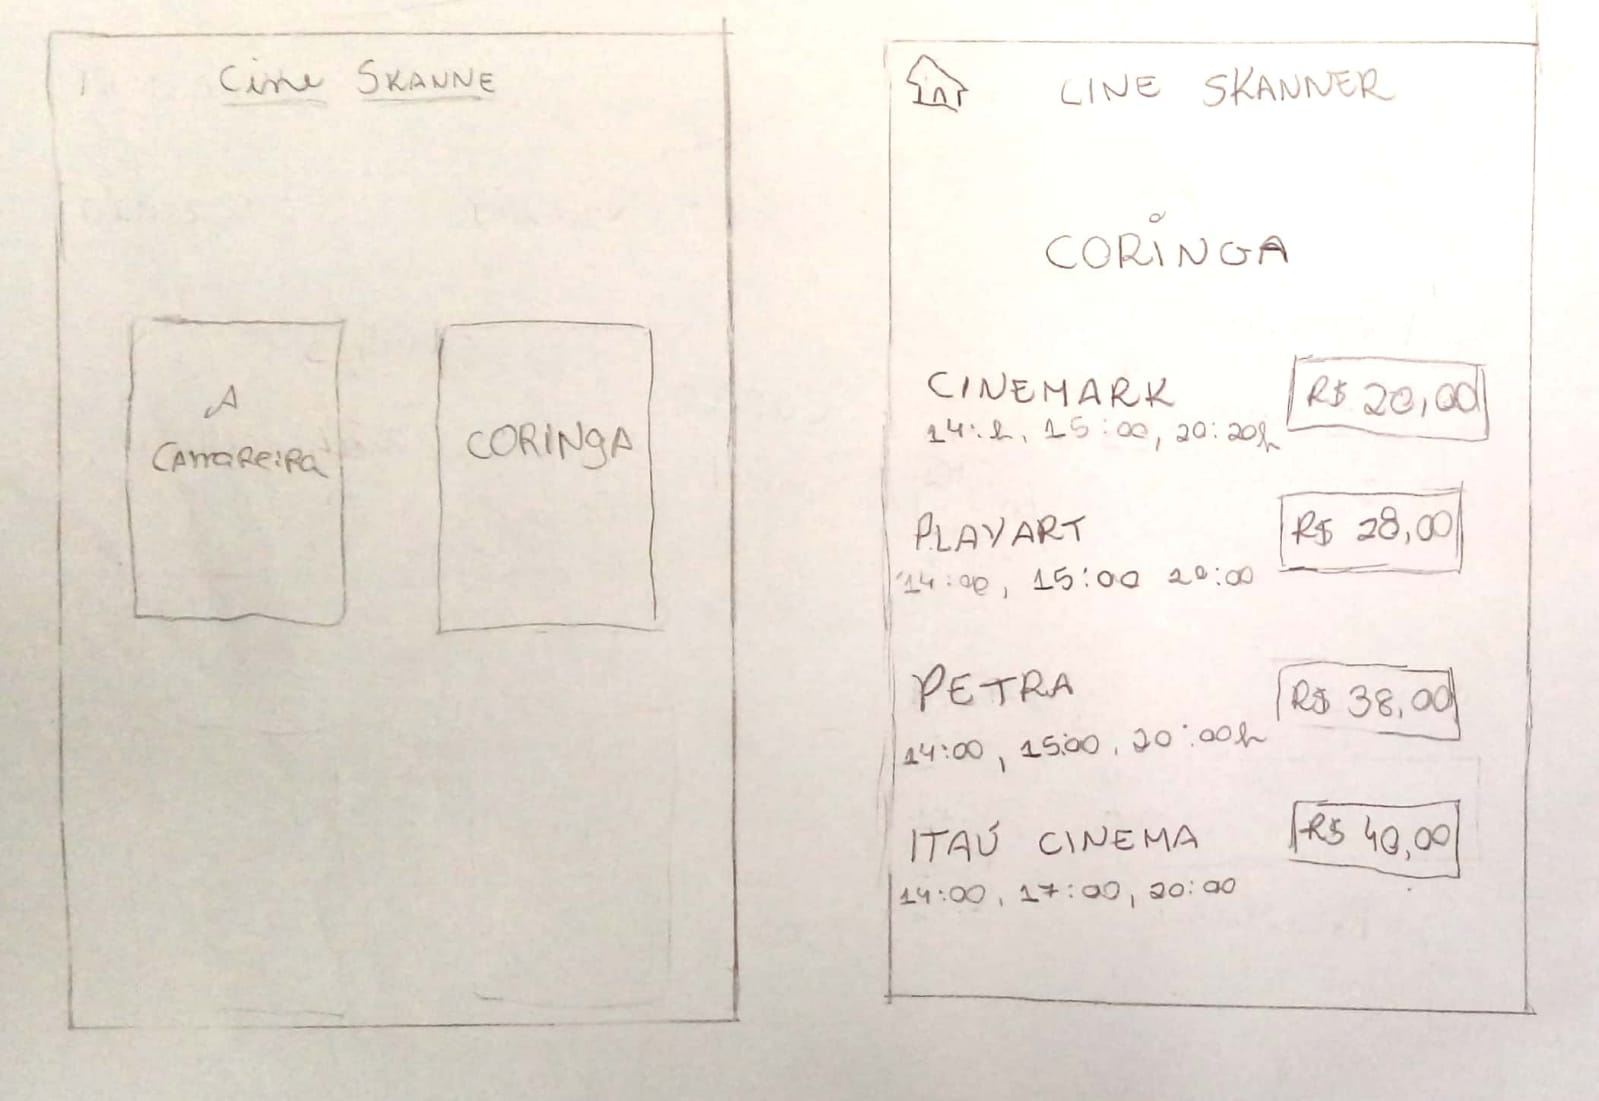 Cine SKANNE
A
CAmAREiRA
CORINgA
CINE SKANNER
CORINGA
CINEMARK
R$ 20,00
14:h, 15:00, 20:20h
PLAYART
R$ 28,00
14:00, 15:00 20:00
PETRA
R$ 38,00
14:00, 15:00, 20:00h
ITAÚ CINEMA
R$ 40,00
14:00, 17:00, 20:00